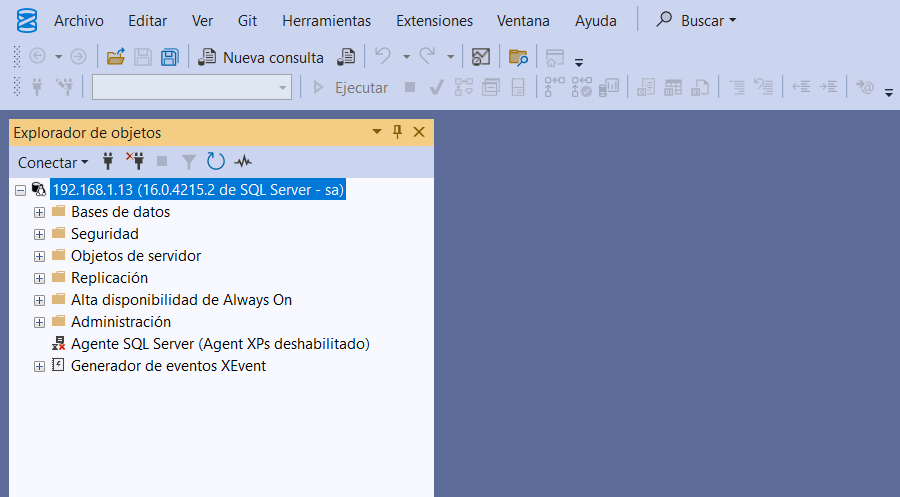 Archivo Editar Ver Git Herramientas Extensiones Ventana Ayuda Buscar
Nueva consulta
Ejecutar
Explorador de objetos
Conectar
192.168.1.13 (16.0.4215.2 de SQL Server - sa)
Bases de datos
Seguridad
Objetos de servidor
Replicación
Alta disponibilidad de Always On
Administración
Agente SQL Server (Agent XPs deshabilitado)
Generador de eventos XEvent